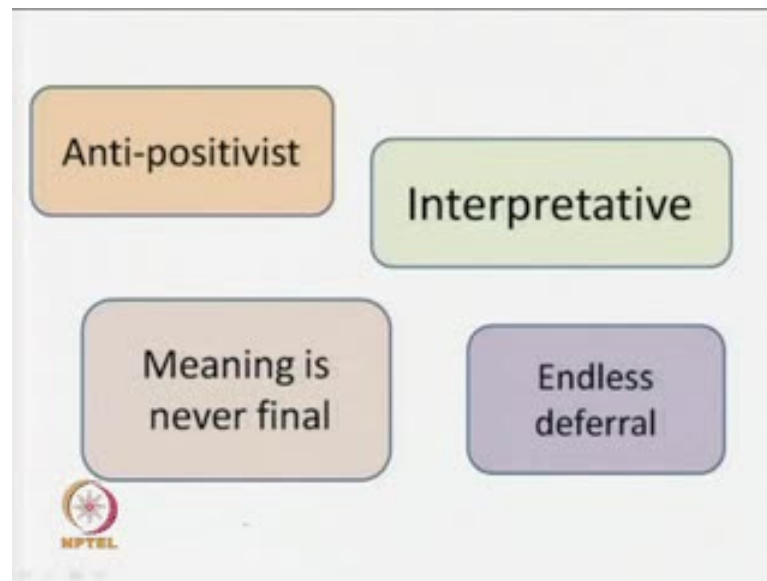 Anti-positivist
Interpretative
Meaning is
never final
Endless
deferral
NPTEL